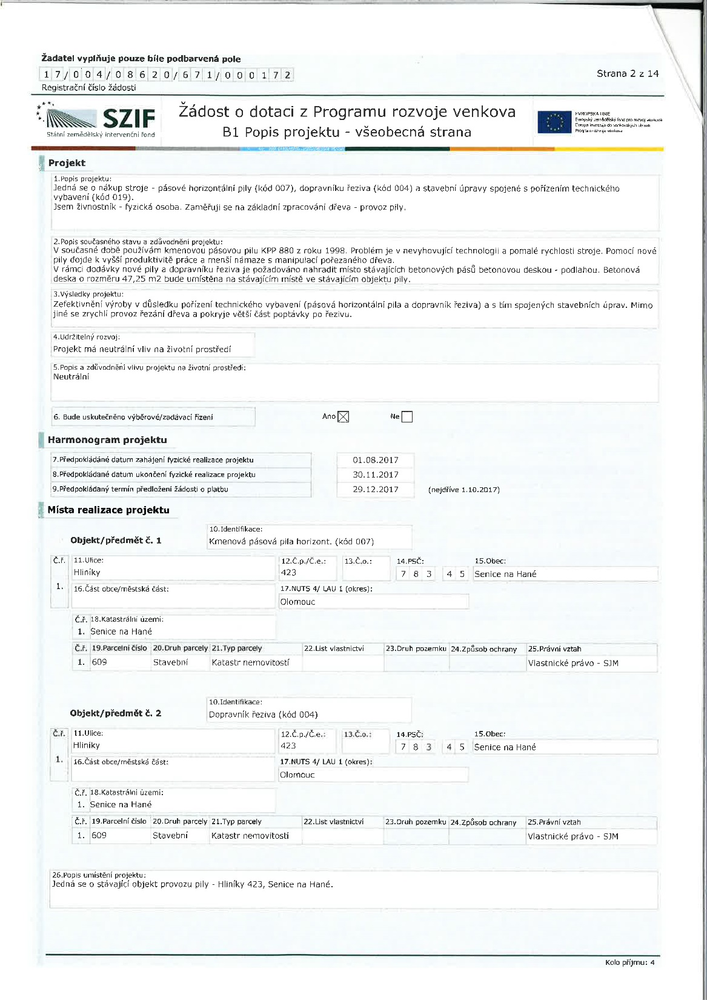 Žadatel vyplňuje pouze bíle podbarvená pole
17/004/08620/671/000172
Strana 2 z 14
Registrační číslo žádosti
SZIF
Státní zemědělský intervenční fond
Žádost o dotaci z Programu rozvoje venkova
B1 Popis projektu - všeobecná strana
EVROPSKÁ UNIE
Evropský zemědělský fond pro rozvoj venkova
Evropa investuje do venkovských oblastí
Program rozvoje venkova
Projekt
1.Popis projektu:
Jedná se o nákup stroje - pásové horizontální pily (kód 007), dopravníku řeziva (kód 004) a stavební úpravy spojené s pořízením technického
vybavení (kód 019).
Jsem živnostník - fyzická osoba. Zaměřuji se na základní zpracování dřeva - provoz pily.
2.Popis současného stavu a zdůvodnění projektu:
V současné době používám kmenovou pásovou pilu KPP 880 z roku 1998. Problém je v nevyhovující technologii a pomalé rychlosti stroje. Pomocí nové
pily dojde k vyšší produktivitě práce a menší námaze s manipulací pořezaného dřeva.
V rámci dodávky nové pily a dopravníku řeziva je požadováno nahradit místo stávajících betonových pásů betonovou deskou - podlahou. Betonová
deska o rozměru 47,25 m2 bude umístěna na stávajícím místě ve stávajícím objektu pily.
3.Výsledky projektu:
Zefektivnění výroby v důsledku pořízení technického vybavení (pásová horizontální pila a dopravník řeziva) a s tím spojených stavebních úprav. Mimo
jiné se zrychlí provoz řezání dřeva a pokryje větší část poptávky po řezivu.
4.Udržitelný rozvoj:
Projekt má neutrální vliv na životní prostředí
5.Popis a zdůvodnění vlivu projektu na životní prostředí:
Neutrální
6. Bude uskutečněno výběrové/zadávací řízení Ano ☒ Ne ☐
Harmonogram projektu
7.Předpokládáné datum zahájení fyzické realizace projektu 01.08.2017
8.Předpokládané datum ukončení fyzické realizace projektu 30.11.2017
9.Předpokládaný termín předložení žádosti o platbu 29.12.2017 (nejdříve 1.10.2017)
Místa realizace projektu
10.Identifikace:
Objekt/předmět č. 1 Kmenová pásová pila horizont. (kód 007)
Č.ř. 11.Ulice: 12.Č.p./Č.e.: 13.Č.o.: 14.PSČ: 15.Obec:
Hliníky 423 7 8 3 4 5 Senice na Hané
1. 16.Část obce/městská část: 17.NUTS 4/ LAU 1 (okres):
Olomouc
Č.ř. 18.Katastrální území:
1. Senice na Hané
Č.ř. 19.Parcelní číslo 20.Druh parcely 21.Typ parcely 22.List vlastnictví 23.Druh pozemku 24.Způsob ochrany 25.Právní vztah
1. 609 Stavební Katastr nemovitostí Vlastnické právo - SJM
10.Identifikace:
Objekt/předmět č. 2 Dopravník řeziva (kód 004)
Č.ř. 11.Ulice: 12.Č.p./Č.e.: 13.Č.o.: 14.PSČ: 15.Obec:
Hliníky 423 7 8 3 4 5 Senice na Hané
1. 16.Část obce/městská část: 17.NUTS 4/ LAU 1 (okres):
Olomouc
Č.ř. 18.Katastrální území:
1. Senice na Hané
Č.ř. 19.Parcelní číslo 20.Druh parcely 21.Typ parcely 22.List vlastnictví 23.Druh pozemku 24.Způsob ochrany 25.Právní vztah
1. 609 Stavební Katastr nemovitostí Vlastnické právo - SJM
26.Popis umístění projektu:
Jedná se o stávající objekt provozu pily - Hliníky 423, Senice na Hané.
Kolo příjmu: 4